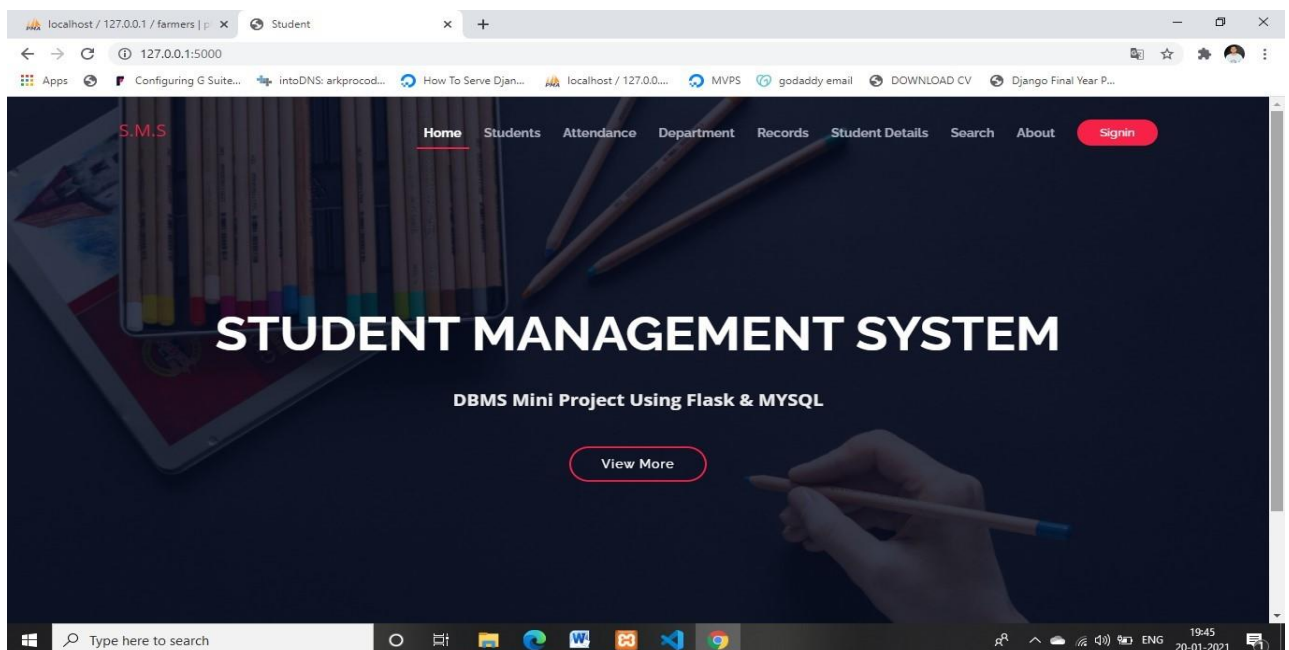 localhost / 127.0.0.1 / farmers | p
Student
127.0.0.1:5000
Apps
Configuring G Suite...
intoDNS: arkprocod...
How To Serve Djan...
localhost / 127.0.0....
MVPS
godaddy email
DOWNLOAD CV
Django Final Year P...
S.M.S
Home Students Attendance Department Records Student Details Search About Signin
STUDENT MANAGEMENT SYSTEM
DBMS Mini Project Using Flask & MYSQL
View More
Type here to search
ENG
19:45
20-01-2021